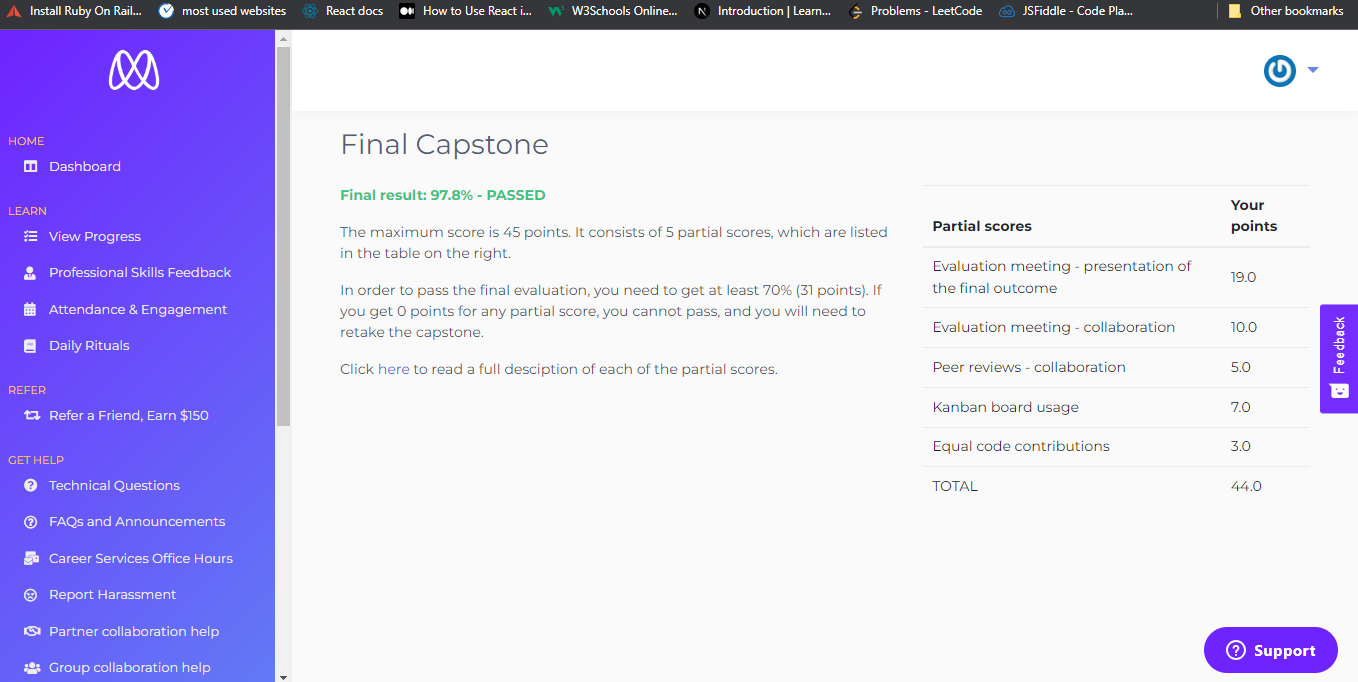 Install Ruby On Rail...
most used websites
React docs
How to Use React i...
W3Schools Online...
Introduction | Learn...
Problems - LeetCode
JSFiddle - Code Pla...
Other bookmarks
HOME
Dashboard
LEARN
View Progress
Professional Skills Feedback
Attendance & Engagement
Daily Rituals
REFER
Refer a Friend, Earn $150
GET HELP
Technical Questions
FAQs and Announcements
Career Services Office Hours
Report Harassment
Partner collaboration help
Group collaboration help
Final Capstone
Final result: 97.8% - PASSED
The maximum score is 45 points. It consists of 5 partial scores, which are listed
in the table on the right.
In order to pass the final evaluation, you need to get at least 70% (31 points). If
you get 0 points for any partial score, you cannot pass, and you will need to
retake the capstone.
Click here to read a full desciption of each of the partial scores.
Partial scores
Your
points
Evaluation meeting - presentation of
the final outcome
19.0
Evaluation meeting - collaboration
10.0
Peer reviews - collaboration
5.0
Kanban board usage
7.0
Equal code contributions
3.0
TOTAL
44.0
Feedback
Support